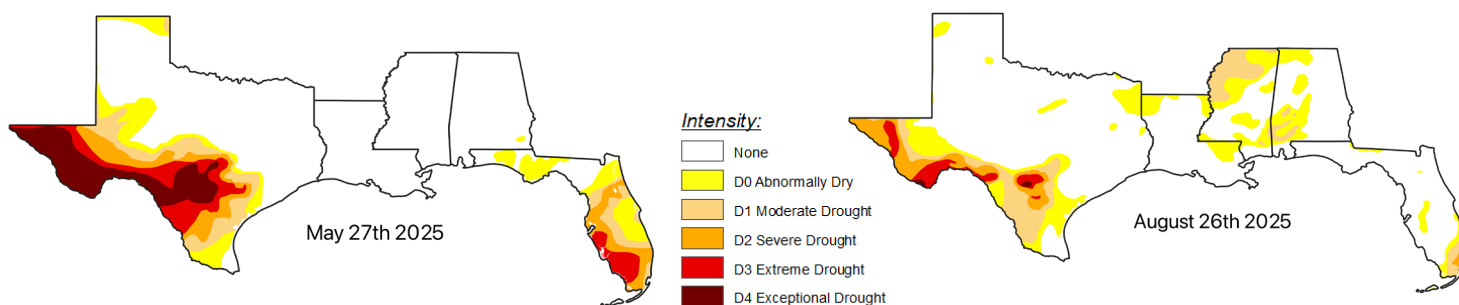 Intensity:
None
D0 Abnormally Dry
D1 Moderate Drought
D2 Severe Drought
D3 Extreme Drought
D4 Exceptional Drought
May 27th 2025
August 26th 2025